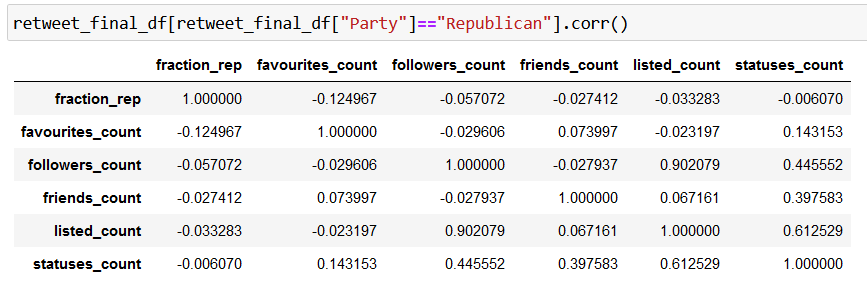 retweet_final_df[retweet_final_df["Party"]=="Republican"].corr()
fraction_rep favourites_count followers_count friends_count listed_count statuses_count
fraction_rep 1.000000 -0.124967 -0.057072 -0.027412 -0.033283 -0.006070
favourites_count -0.124967 1.000000 -0.029606 0.073997 -0.023197 0.143153
followers_count -0.057072 -0.029606 1.000000 -0.027937 0.902079 0.445552
friends_count -0.027412 0.073997 -0.027937 1.000000 0.067161 0.397583
listed_count -0.033283 -0.023197 0.902079 0.067161 1.000000 0.612529
statuses_count -0.006070 0.143153 0.445552 0.397583 0.612529 1.000000